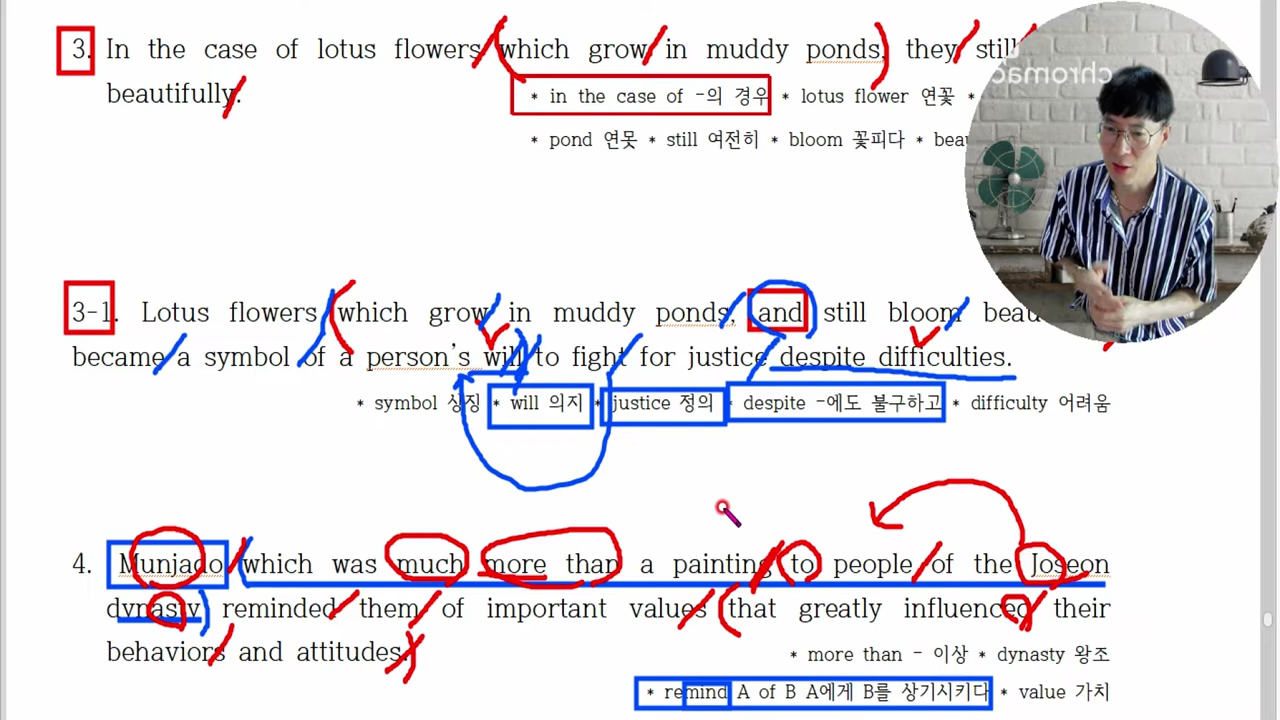 3. In the case of lotus flowers which grow in muddy ponds, they still
beautifully.
* in the case of -의 경우 * lotus flower 연꽃 *
* pond 연못 * still 여전히 * bloom 꽃피다 *
3-1. Lotus flowers which grow in muddy ponds, and still bloom
became a symbol of a person's will to fight for justice despite difficulties.
* symbol 상징 * will 의지 * justice 정의 * despite -에도 불구하고 * difficulty 어려움
4. Munjado which was much more than a painting to people of the Joseon
dynasty reminded them of important values that greatly influenced their
behaviors and attitudes.
* more than - 이상 * dynasty 왕조
* remind A of B A에게 B를 상기시키다 * value 가치